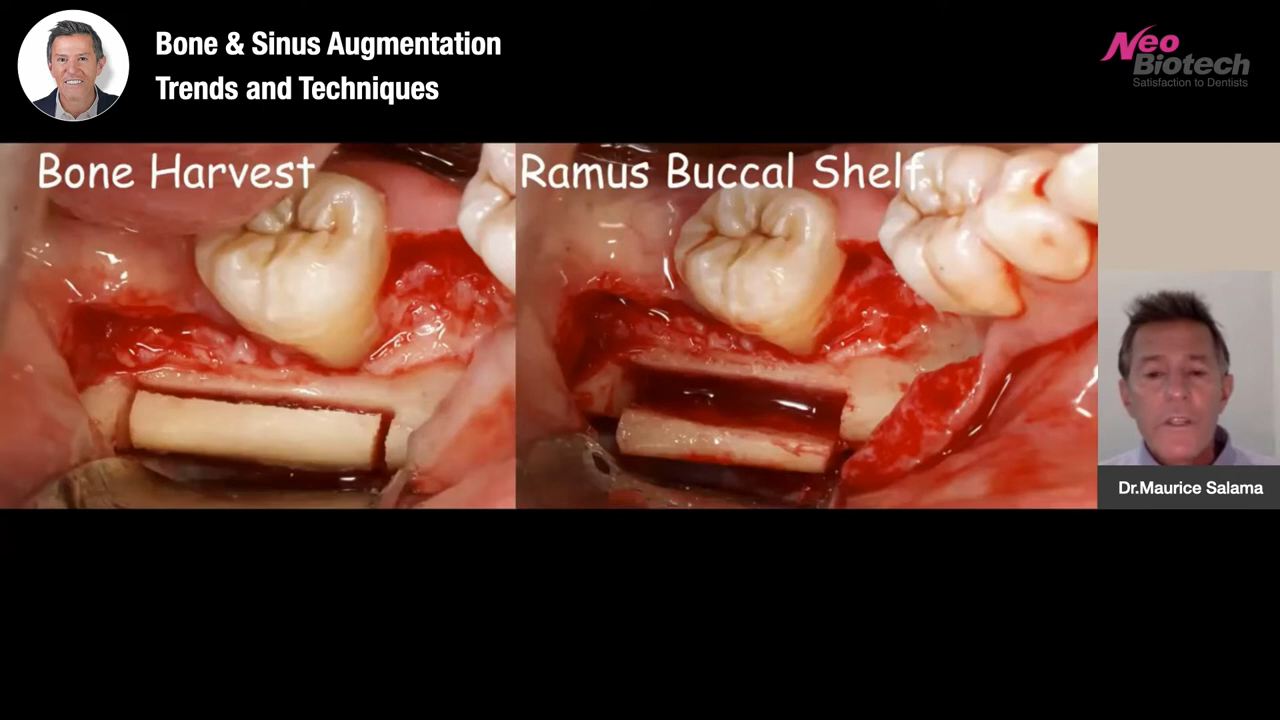 Bone & Sinus Augmentation
Trends and Techniques
Neo
Biotech
Satisfaction to Dentists
Bone Harvest
Ramus Buccal Shelf
Dr.Maurice Salama